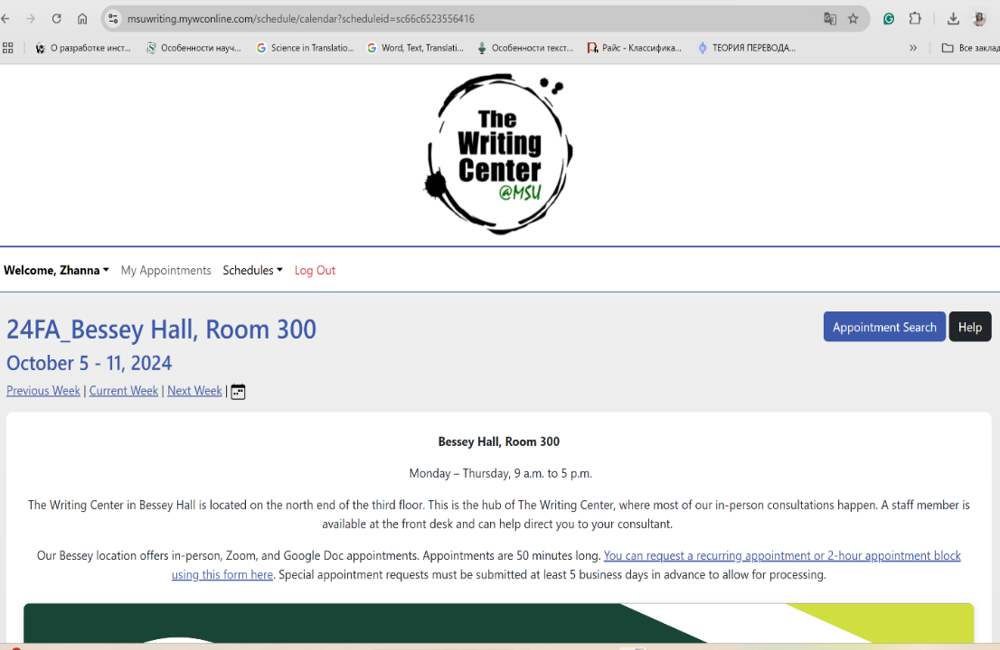 msuwriting.mywconline.com/schedule/calendar?scheduleid=sc66c6523556416
О разработке инст... Особенности науч... Science in Translatio... Word, Text, Translati... Особенности текст... Райс - Классифика... ТЕОРИЯ ПЕРЕВОДА... » Все заклад
The
Writing
Center
@MSU
Welcome, Zhanna My Appointments Schedules Log Out
24FA_Bessey Hall, Room 300
Appointment Search Help
October 5 - 11, 2024
Previous Week | Current Week | Next Week |
Bessey Hall, Room 300
Monday – Thursday, 9 a.m. to 5 p.m.
The Writing Center in Bessey Hall is located on the north end of the third floor. This is the hub of The Writing Center, where most of our in-person consultations happen. A staff member is
available at the front desk and can help direct you to your consultant.
Our Bessey location offers in-person, Zoom, and Google Doc appointments. Appointments are 50 minutes long. You can request a recurring appointment or 2-hour appointment block
using this form here. Special appointment requests must be submitted at least 5 business days in advance to allow for processing.